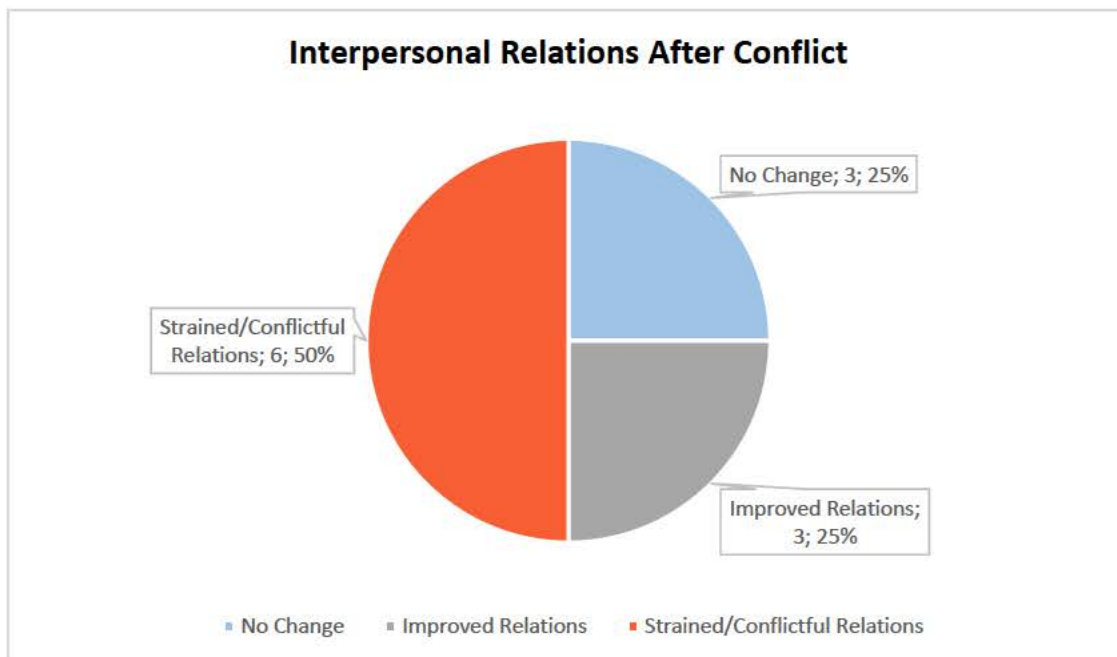 Interpersonal Relations After Conflict
No Change; 3; 25%
Strained/Conflictful
Relations; 6; 50%
Improved Relations;
3; 25%
No Change Improved Relations Strained/Conflictful Relations